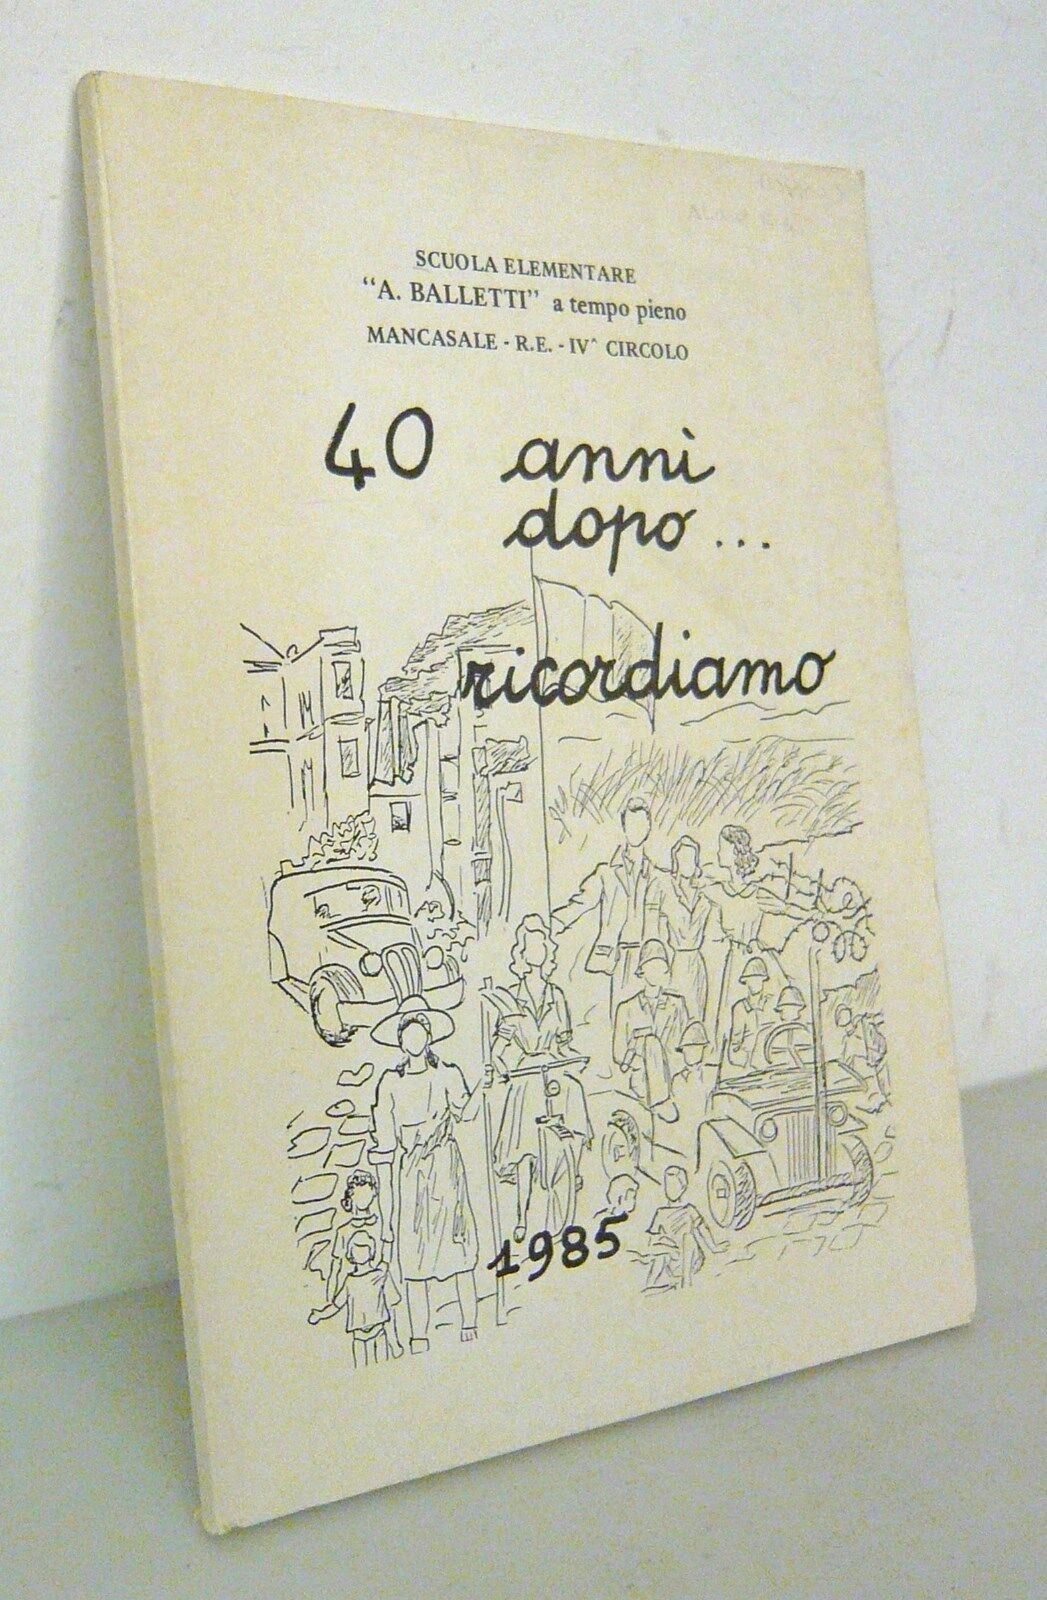 SCUOLA ELEMENTARE
"A. BALLETTI" a tempo pieno
MANCASALE - R.E. - IV^ CIRCOLO
40 anni
dopo ...
ricordiamo
1985